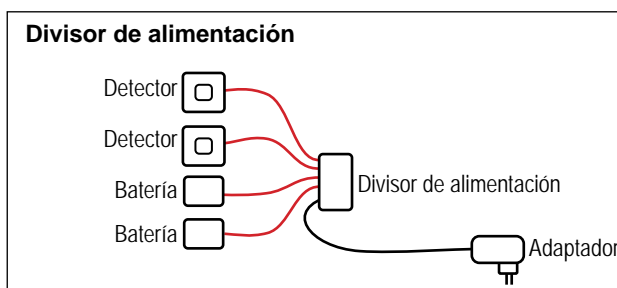 Divisor de alimentación
Detector
Detector
Batería
Divisor de alimentación
Batería
Adaptador